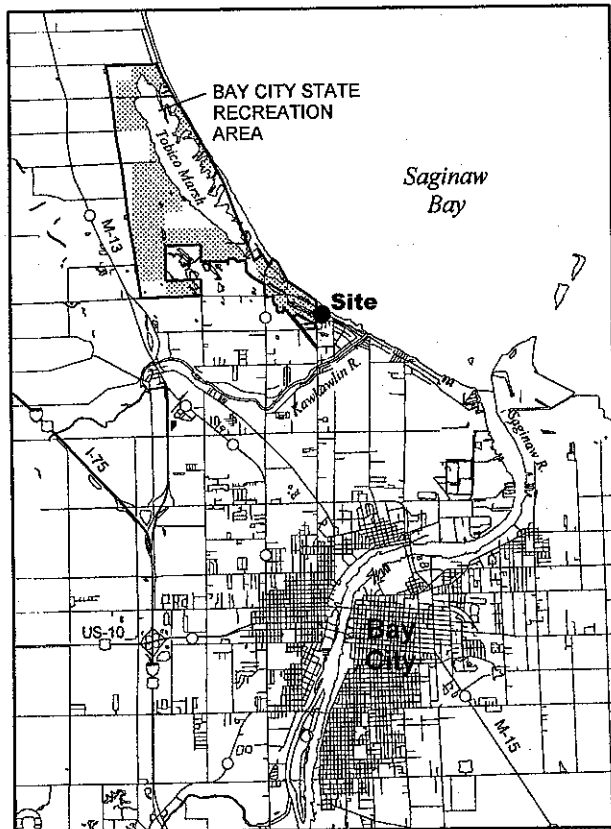 BAY CITY STATE
RECREATION
AREA
Tobico Marsh
Saginaw
Bay
M-13
Site
Kawkawlin R.
Saginaw R.
I-75
US-10
Bay
City
M-15